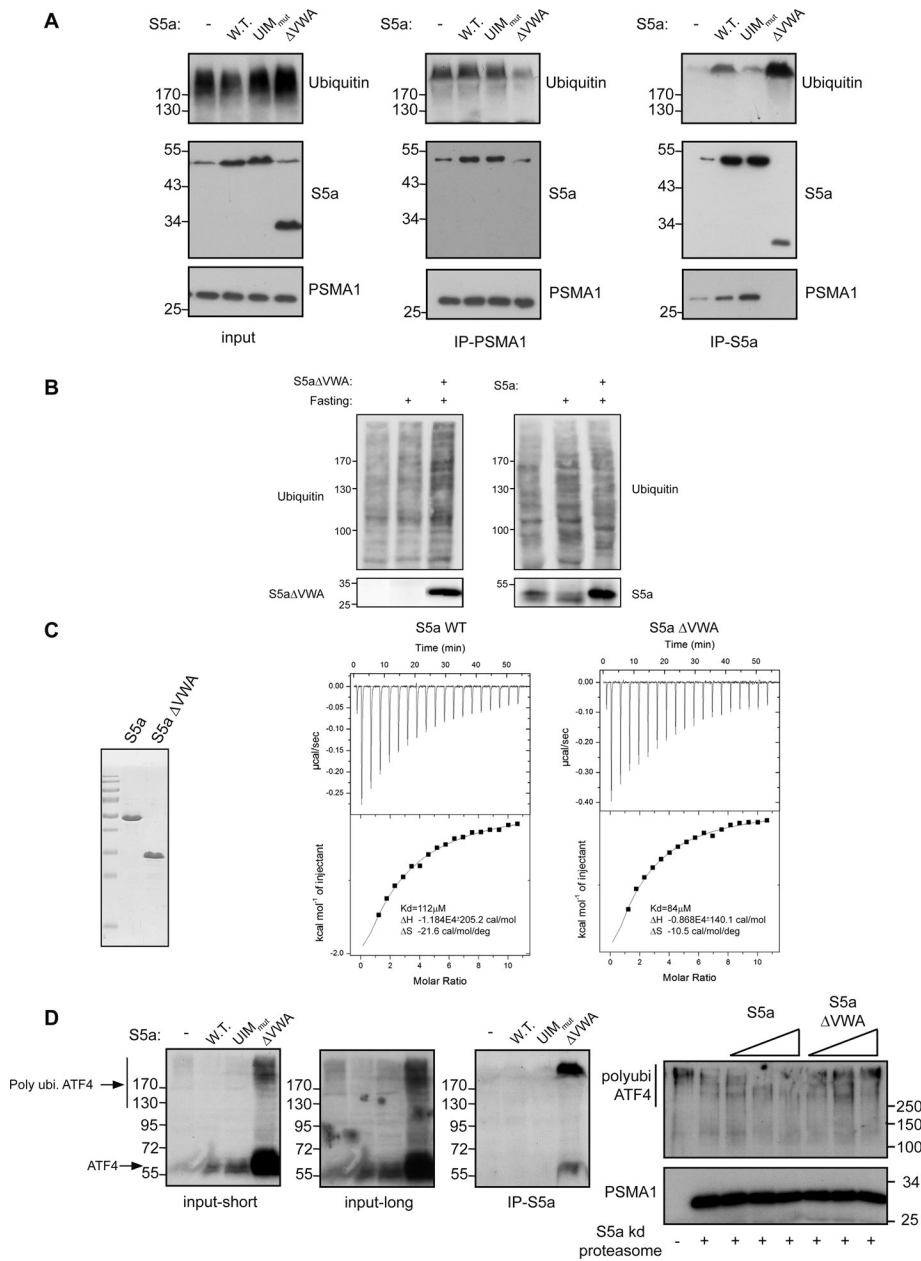 A
S5a: - W.T. UIMmut ΔVWA
170
130
Ubiquitin
55
43
34
S5a
25
PSMA1
input
S5a: - W.T. UIMmut ΔVWA
170
130
Ubiquitin
55
43
34
S5a
25
PSMA1
IP-PSMA1
S5a: - W.T. UIMmut ΔVWA
170
130
Ubiquitin
55
43
34
S5a
25
PSMA1
IP-S5a
B
S5aΔVWA: +
Fasting: + +
Ubiquitin
170
130
100
S5aΔVWA
35
25
S5a: +
+ +
170
130
100
Ubiquitin
55
S5a
C
S5a
S5a ΔVWA
S5a WT
Time (min)
0 10 20 30 40 50
0.00
-0.05
-0.10
-0.15
-0.20
-0.25
µcal/sec
kcal mol-1 of injectant
-2.0
Kd=112µM
ΔH -1.184E4±205.2 cal/mol
ΔS -21.6 cal/mol/deg
0 2 4 6 8 10
Molar Ratio
S5a ΔVWA
Time (min)
0 10 20 30 40 50
0.00
-0.10
-0.20
-0.30
-0.40
µcal/sec
kcal mol-1 of injectant
Kd=84µM
ΔH -0.868E4±140.1 cal/mol
ΔS -10.5 cal/mol/deg
0 2 4 6 8 10
Molar Ratio
D
S5a: - W.T. UIMmut ΔVWA
Poly ubi. ATF4
ATF4
170
130
95
72
55
input-short
170
130
95
72
55
input-long
S5a: - W.T. UIMmut ΔVWA
170
130
95
72
55
IP-S5a
S5a
S5a
ΔVWA
polyubi
ATF4
250
150
100
PSMA1
34
25
S5a kd
proteasome
- + + + + + + +